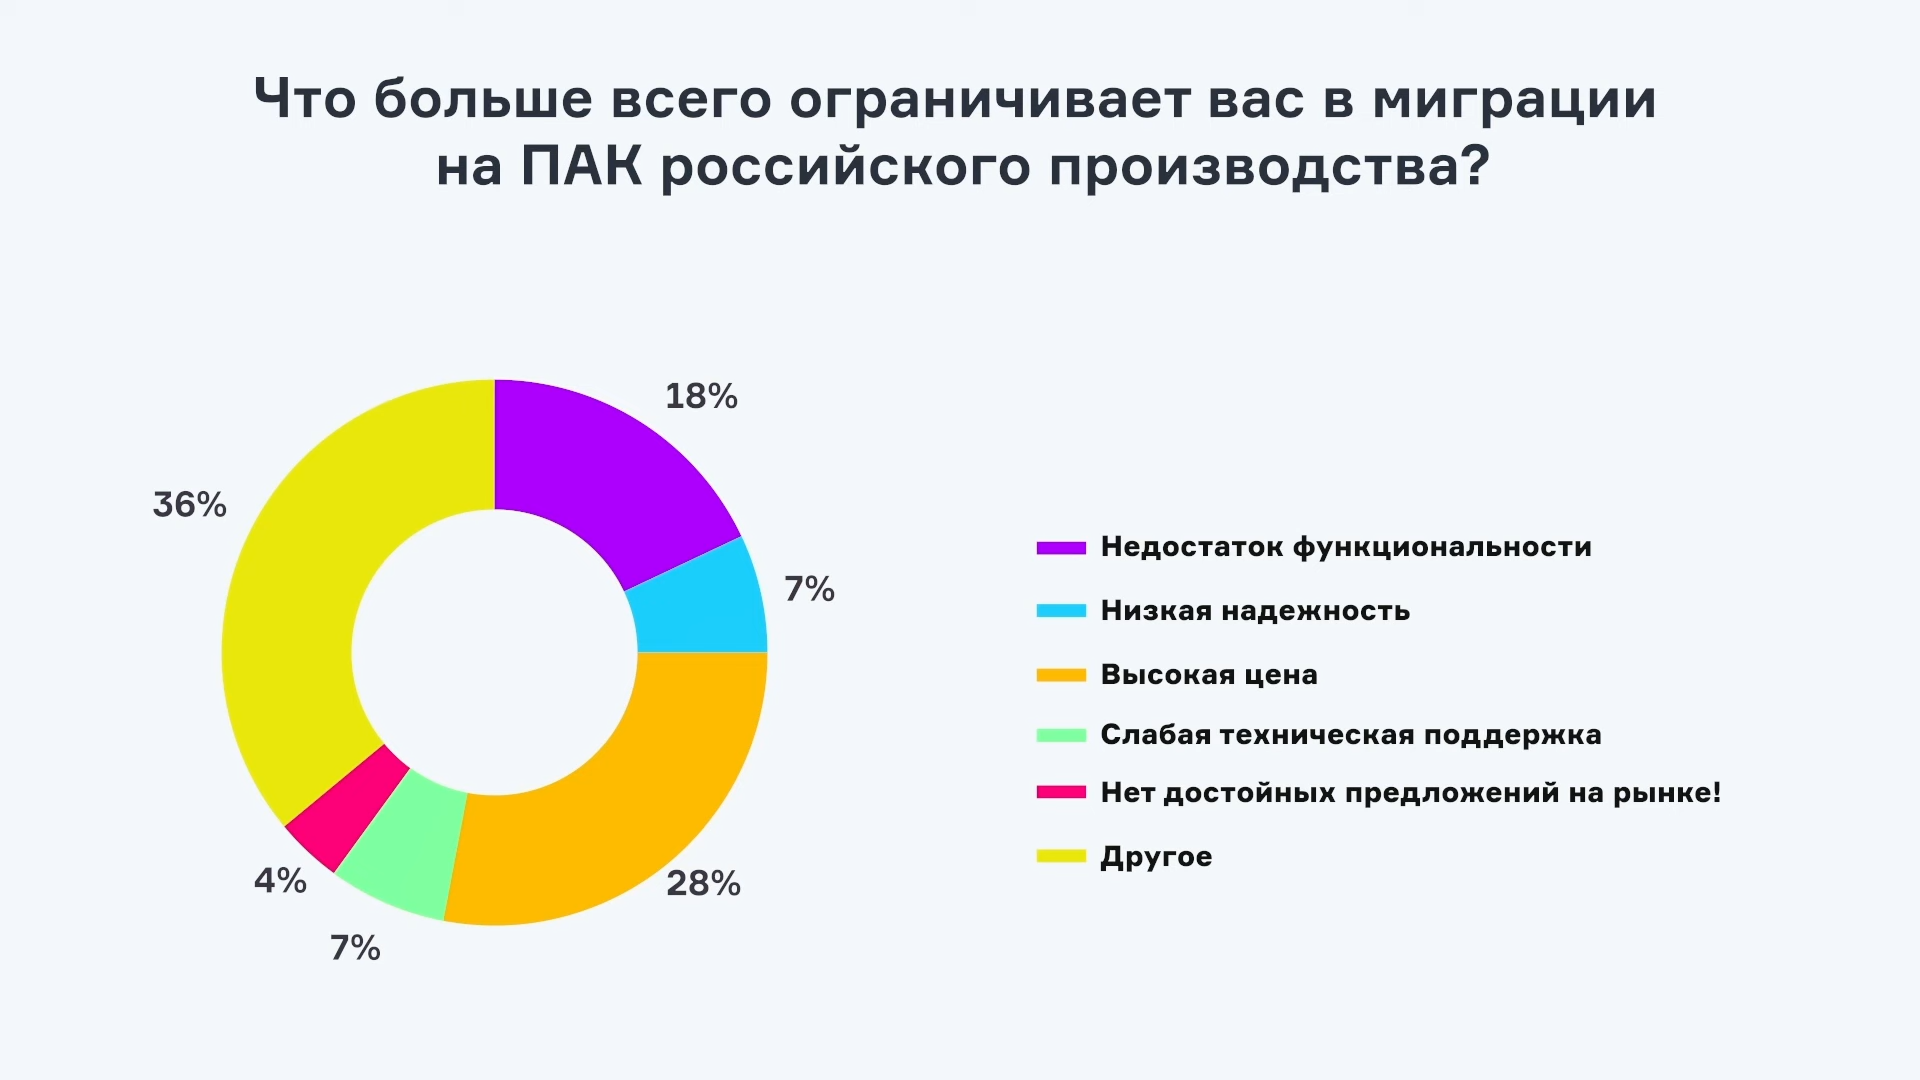 Что больше всего ограничивает вас в миграции
на ПАК российского производства?
18%
36%
7%
28%
4%
7%
Недостаток функциональности
Низкая надежность
Высокая цена
Слабая техническая поддержка
Нет достойных предложений на рынке!
Другое